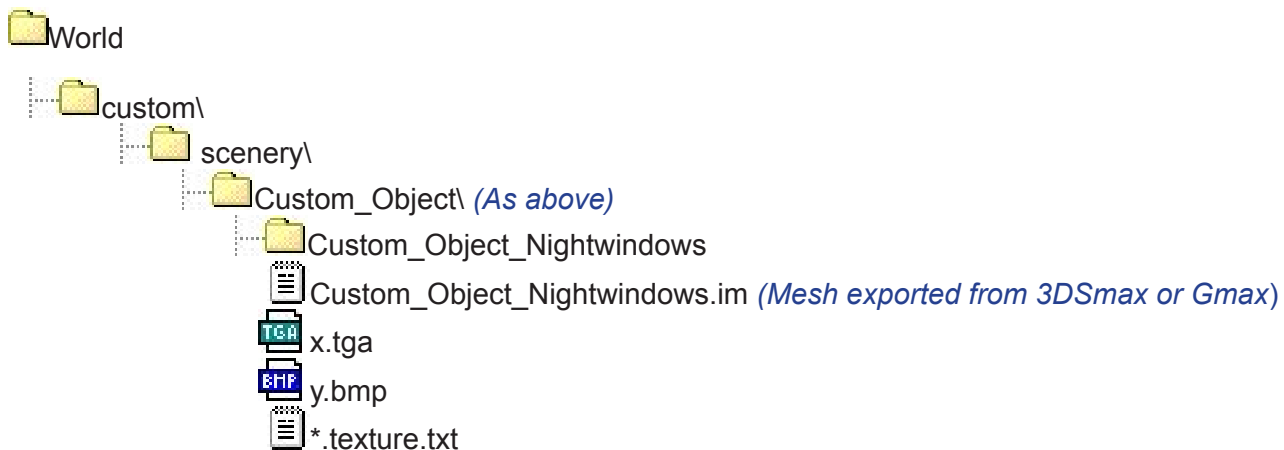 World
custom\
scenery\
Custom_Object\ (As above)
Custom_Object_Nightwindows
Custom_Object_Nightwindows.im (Mesh exported from 3DSmax or Gmax)
TGA x.tga
BMP y.bmp
*.texture.txt